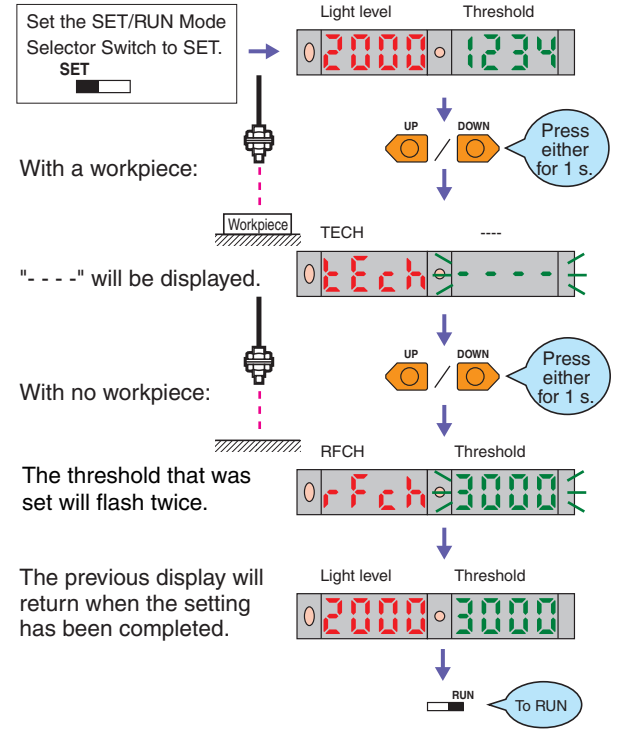 Set the SET/RUN Mode
Selector Switch to SET.
SET
Light level Threshold
2000 1234
UP DOWN
Press
either
for 1 s.
With a workpiece:
Workpiece
TECH ----
"- - - -" will be displayed.
tEch - - - -
UP DOWN
Press
either
for 1 s.
With no workpiece:
RFCH Threshold
The threshold that was
set will flash twice.
rFch 3000
The previous display will
return when the setting
has been completed.
Light level Threshold
2000 3000
RUN
To RUN